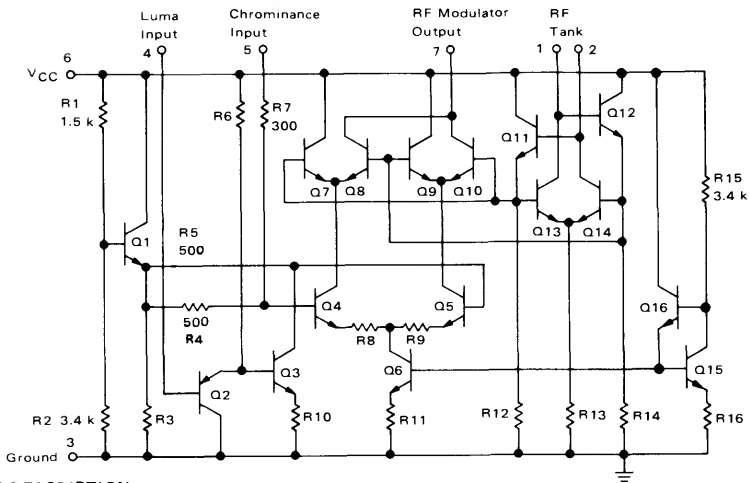 Luma Input
4
Chrominance Input
5
RF Modulator Output
7
RF Tank
1 2
6
VCC
R1
1.5 k
R6
R7
300
Q11
Q12
Q7
Q8
Q9
Q10
Q13
Q14
R15
3.4 k
Q1
R5
500
500
R4
Q4
Q5
R8
R9
Q16
Q2
Q3
Q6
Q15
R2 3.4 k
R3
R10
R11
R12
R13
R14
R16
3
Ground